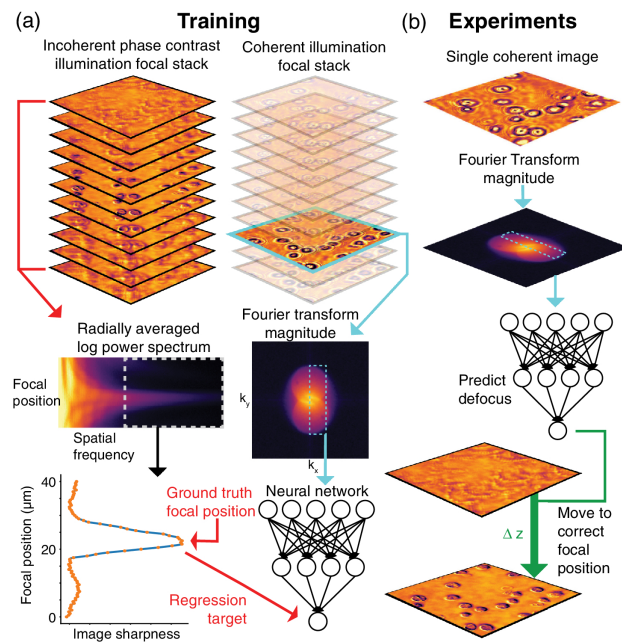 (a)
Training
Incoherent phase contrast
illumination focal stack
Coherent illumination
focal stack
Radially averaged
log power spectrum
Focal
position
Spatial
frequency
Fourier transform
magnitude
k_y
k_x
Focal position (μm)
40
20
0
Image sharpness
Ground truth
focal position
Regression
target
Neural network
(b)
Experiments
Single coherent image
Fourier Transform
magnitude
Predict
defocus
Δ z
Move to
correct
focal
position